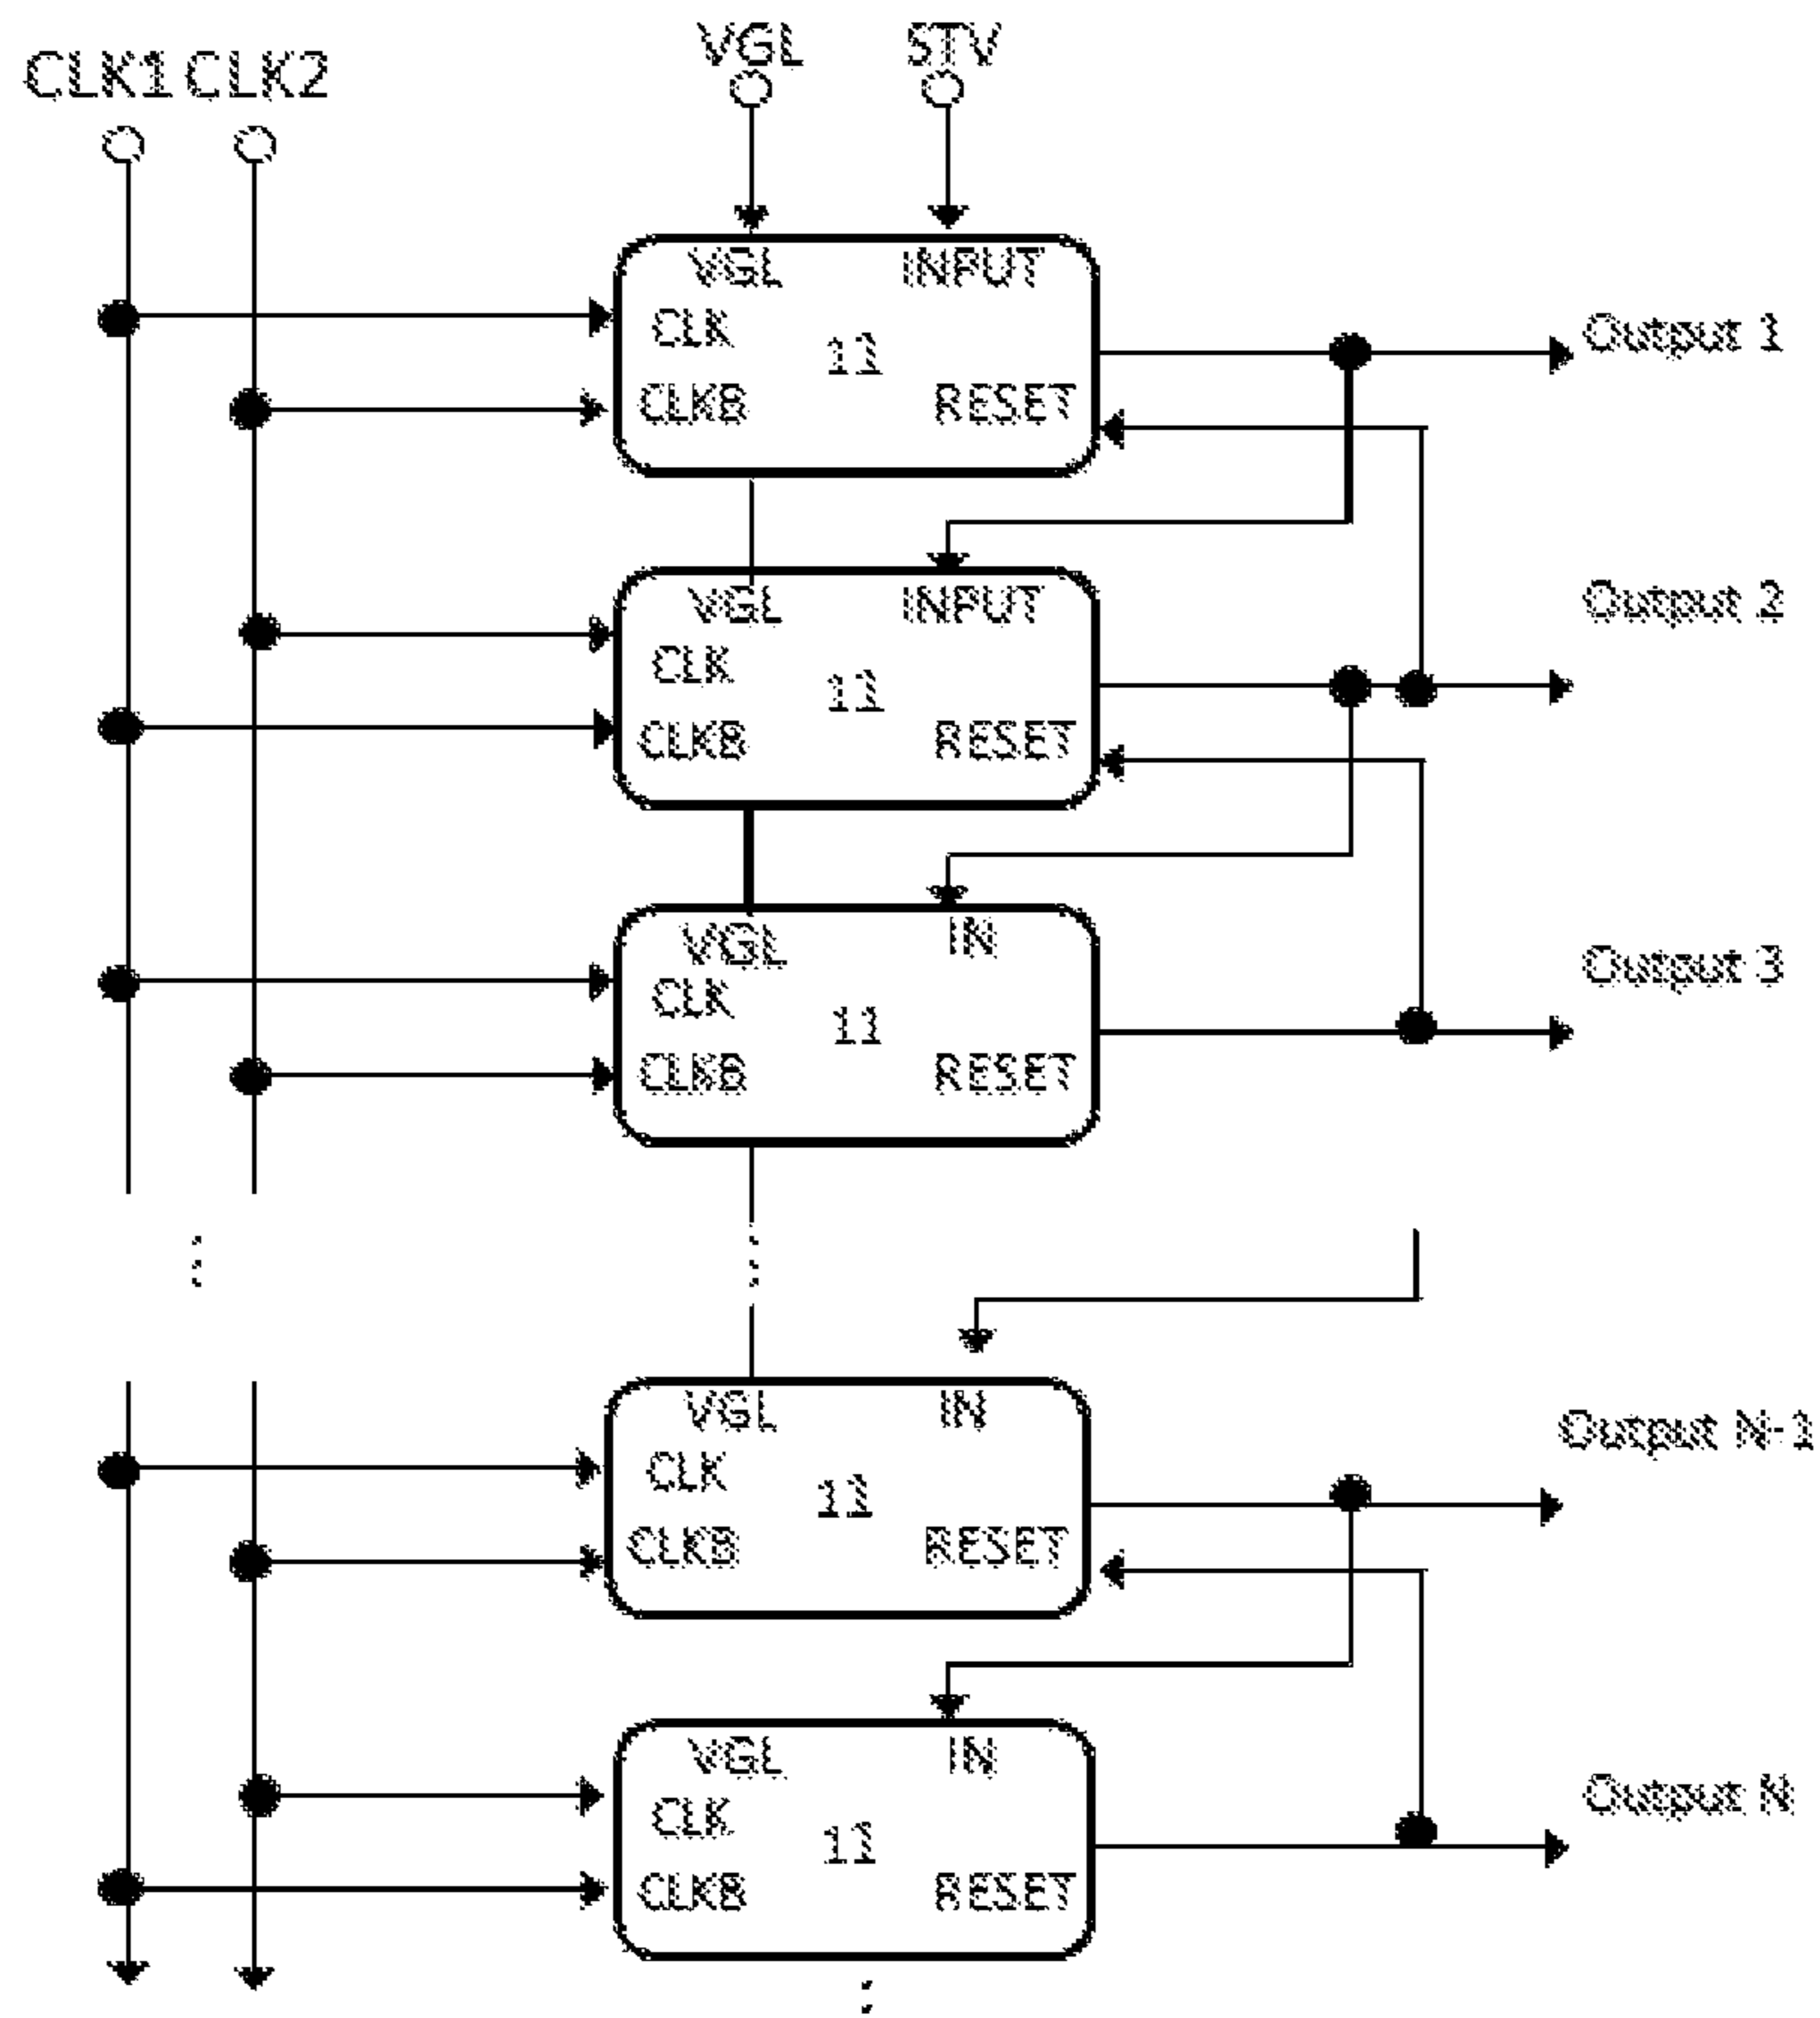 CLK1 CLK2 VGL STV
VGL INPUT
CLK
11
CLKB RESET
Output 1
VGL INPUT
CLK
11
CLKB RESET
Output 2
VGL IN
CLK
11
CLKB RESET
Output 3
VGL IN
CLK
11
CLKB RESET
Output N-1
VGL IN
CLK
11
CLKB RESET
Output N